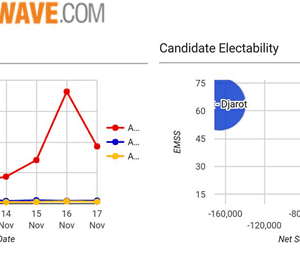 WAVE.COM
Candidate Electability
A...
A...
A...
14 Nov
15 Nov
16 Nov
17 Nov
Date
EMSS
75
60
45
30
15
- Djarot
-160,000
-120,000
-80
Net S